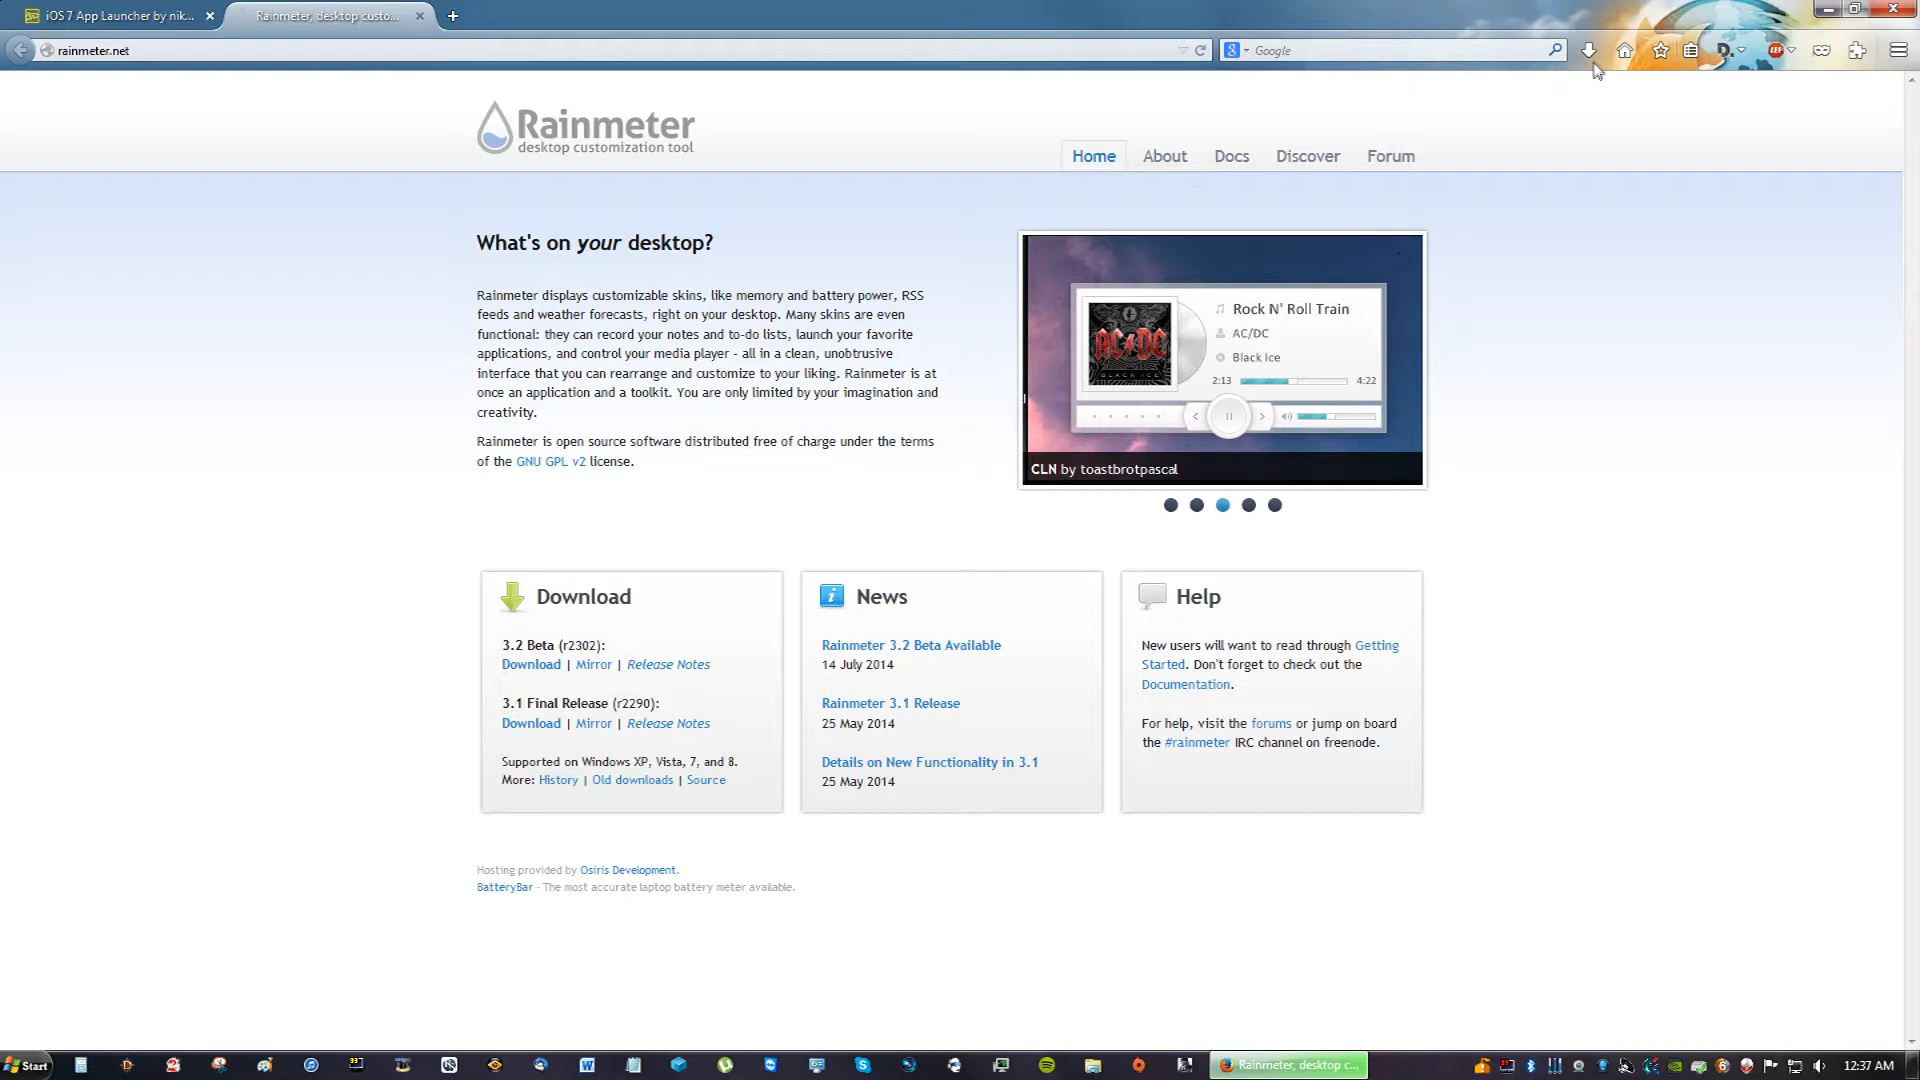 iOS 7 App Launcher by nik...
Rainmeter, desktop custo...
rainmeter.net
Google
Rainmeter
desktop customization tool
Home
About
Docs
Discover
Forum
What's on your desktop?
Rainmeter displays customizable skins, like memory and battery power, RSS
feeds and weather forecasts, right on your desktop. Many skins are even
functional: they can record your notes and to-do lists, launch your favorite
applications, and control your media player - all in a clean, unobtrusive
interface that you can rearrange and customize to your liking. Rainmeter is at
once an application and a toolkit. You are only limited by your imagination and
creativity.
Rainmeter is open source software distributed free of charge under the terms
of the GNU GPL v2 license.
AC/DC
BLACK ICE
Rock N' Roll Train
AC/DC
Black Ice
2:13
4:22
CLN by toastbrotpascal
Download
3.2 Beta (r2302):
Download | Mirror | Release Notes
3.1 Final Release (r2290):
Download | Mirror | Release Notes
Supported on Windows XP, Vista, 7, and 8.
More: History | Old downloads | Source
News
Rainmeter 3.2 Beta Available
14 July 2014
Rainmeter 3.1 Release
25 May 2014
Details on New Functionality in 3.1
25 May 2014
Help
New users will want to read through Getting
Started. Don't forget to check out the
Documentation.
For help, visit the forums or jump on board
the #rainmeter IRC channel on freenode.
Hosting provided by Osiris Development.
BatteryBar - The most accurate laptop battery meter available.
Start
Rainmeter, desktop c...
12:37 AM